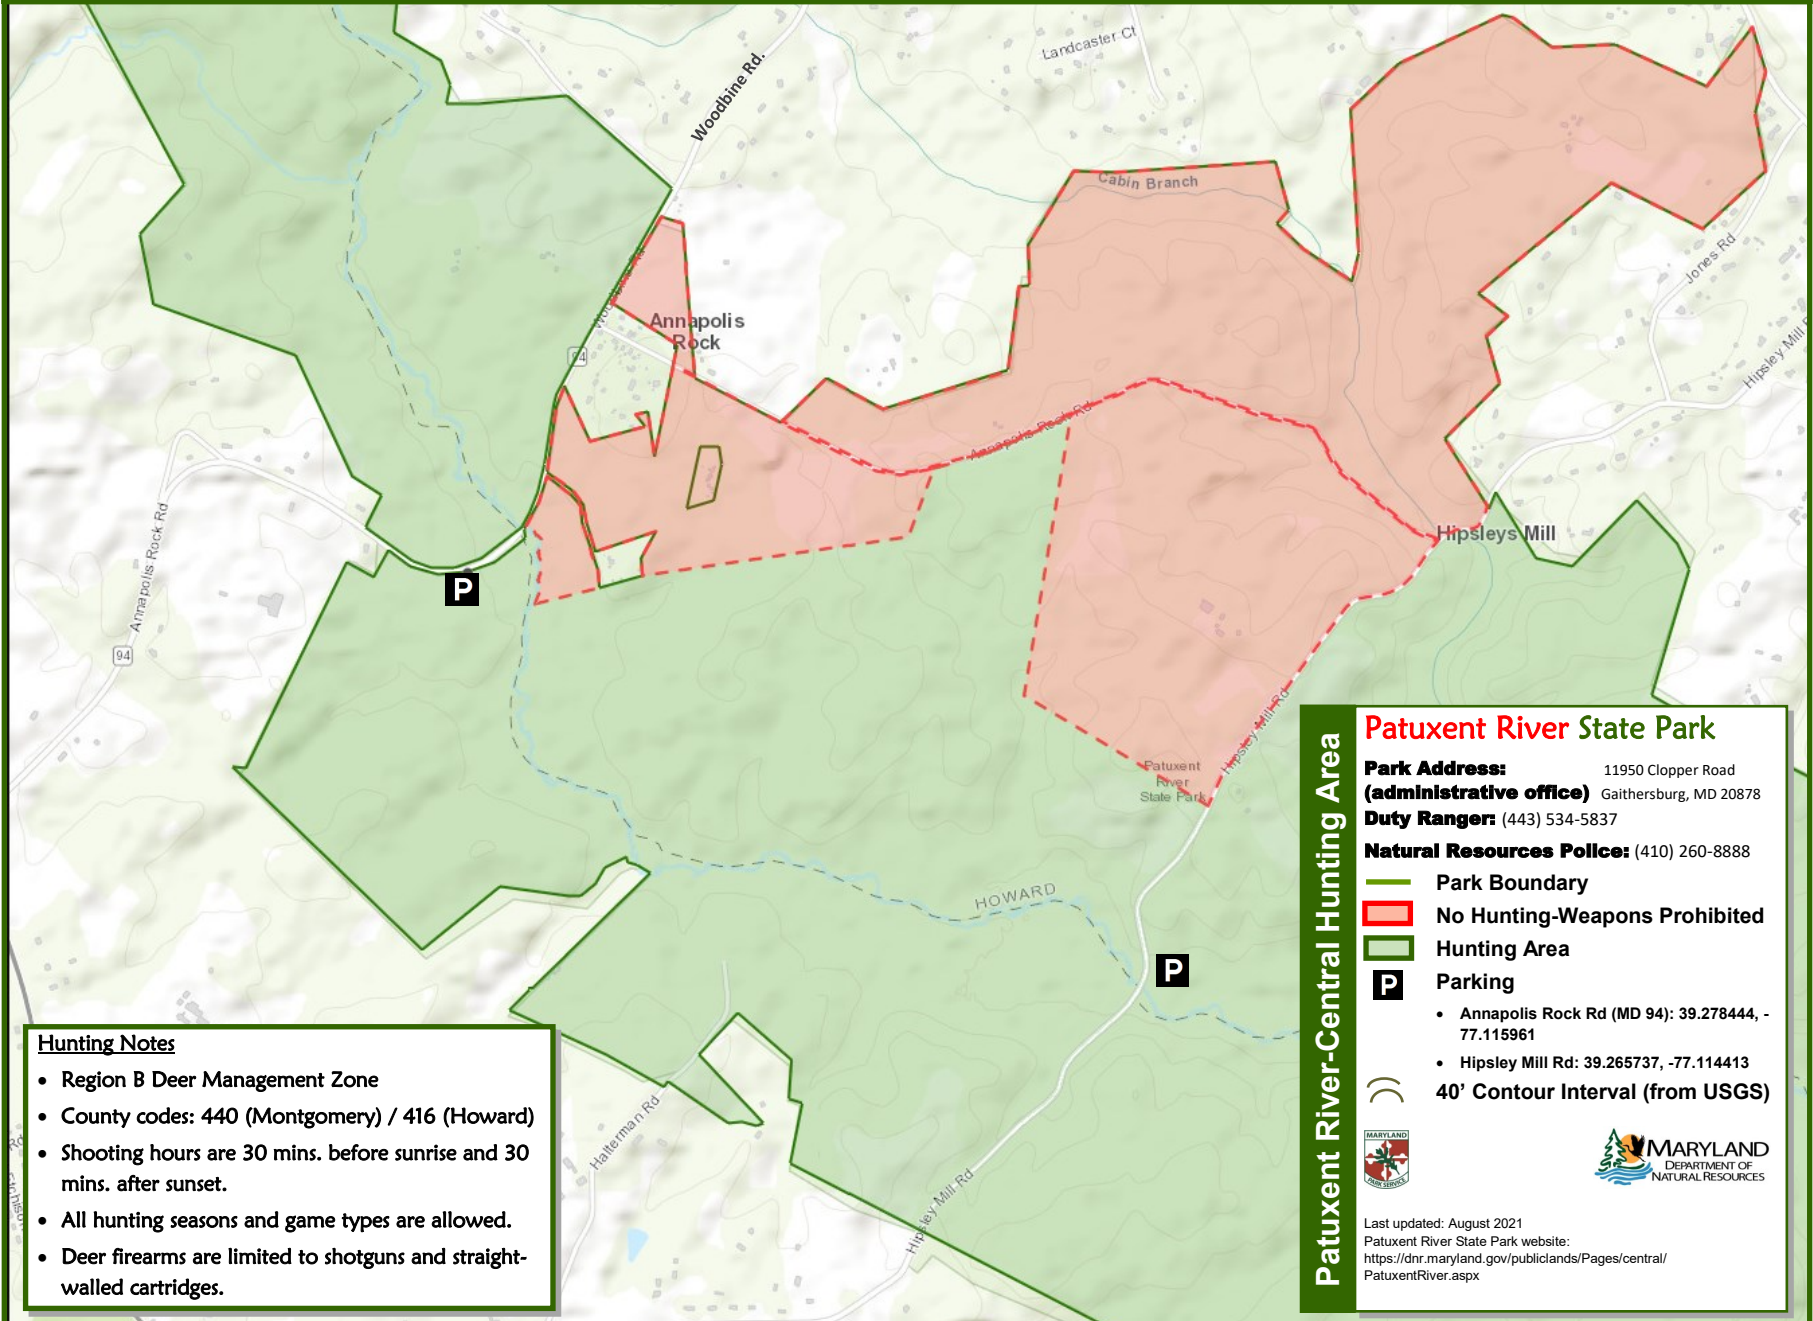 Landcaster Ct
Woodbine Rd.
Cabin Branch
Jones Rd
Hipsley Mill
Annapolis
Rock
94
Annapolis Rock Rd
Hipsleys Mill
Annapolis Rock Rd
P
94
Patuxent
River
State Park
Hipsley Mill Rd
HOWARD
P
Halterman Rd
Hipsley Mill Rd
Hunting Notes
• Region B Deer Management Zone
• County codes: 440 (Montgomery) / 416 (Howard)
• Shooting hours are 30 mins. before sunrise and 30
mins. after sunset.
• All hunting seasons and game types are allowed.
• Deer firearms are limited to shotguns and straight-
walled cartridges.
Patuxent River-Central Hunting Area
Patuxent River State Park
Park Address: 11950 Clopper Road
(administrative office) Gaithersburg, MD 20878
Duty Ranger: (443) 534-5837
Natural Resources Police: (410) 260-8888
Park Boundary
No Hunting-Weapons Prohibited
Hunting Area
P Parking
• Annapolis Rock Rd (MD 94): 39.278444, -
77.115961
• Hipsley Mill Rd: 39.265737, -77.114413
40’ Contour Interval (from USGS)
MARYLAND
PARK SERVICE
MARYLAND
DEPARTMENT OF
NATURAL RESOURCES
Last updated: August 2021
Patuxent River State Park website:
https://dnr.maryland.gov/publiclands/Pages/central/
PatuxentRiver.aspx